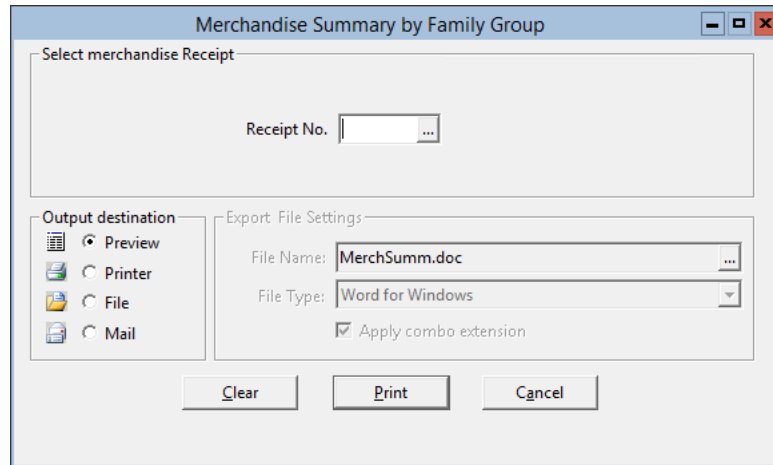 Merchandise Summary by Family Group
Select merchandise Receipt
Receipt No.
...
Output destination
Preview
Printer
File
Mail
Export File Settings
File Name: MerchSumm.doc ...
File Type: Word for Windows
Apply combo extension
Clear Print Cancel